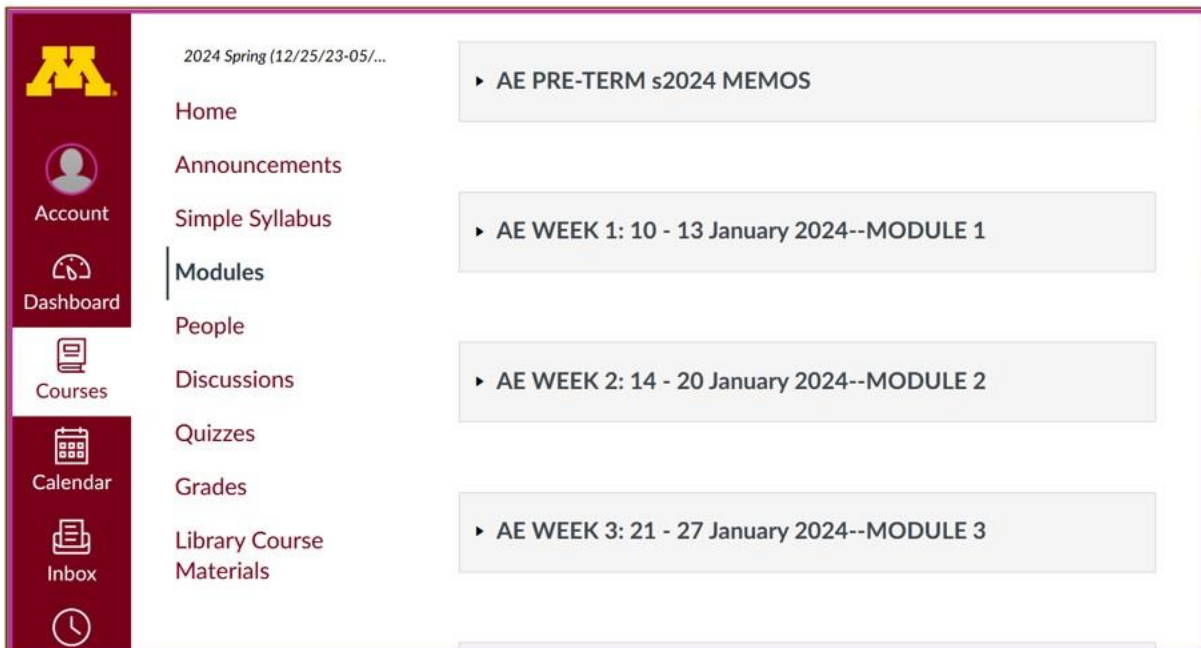 M
Account
Dashboard
Courses
Calendar
Inbox
2024 Spring (12/25/23-05/...
Home
Announcements
Simple Syllabus
Modules
People
Discussions
Quizzes
Grades
Library Course
Materials
AE PRE-TERM s2024 MEMOS
AE WEEK 1: 10 - 13 January 2024--MODULE 1
AE WEEK 2: 14 - 20 January 2024--MODULE 2
AE WEEK 3: 21 - 27 January 2024--MODULE 3